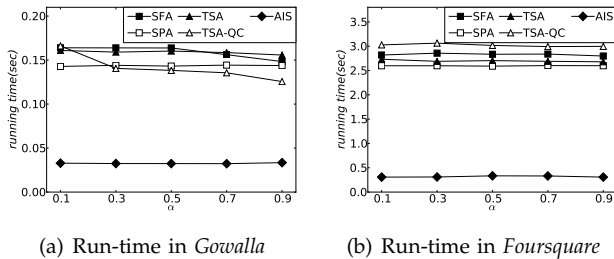 SFA TSA AIS
SPA TSA-QC
running time(sec)
0.20
0.15
0.10
0.05
0.00
0.1 0.3 0.5 0.7 0.9
α
(a) Run-time in Gowalla
SFA TSA AIS
SPA TSA-QC
running time(sec)
4.0
3.5
3.0
2.5
2.0
1.5
1.0
0.5
0.0
0.1 0.3 0.5 0.7 0.9
α
(b) Run-time in Foursquare